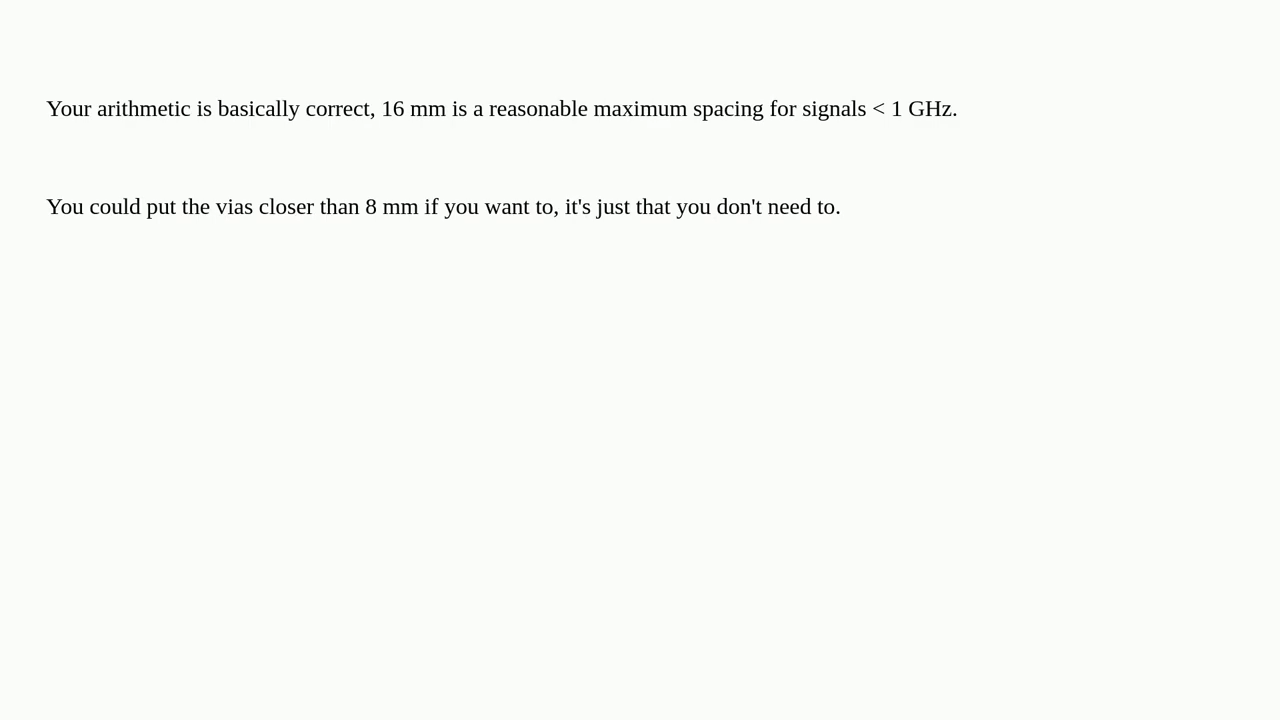 Your arithmetic is basically correct, 16 mm is a reasonable maximum spacing for signals < 1 GHz.
You could put the vias closer than 8 mm if you want to, it's just that you don't need to.